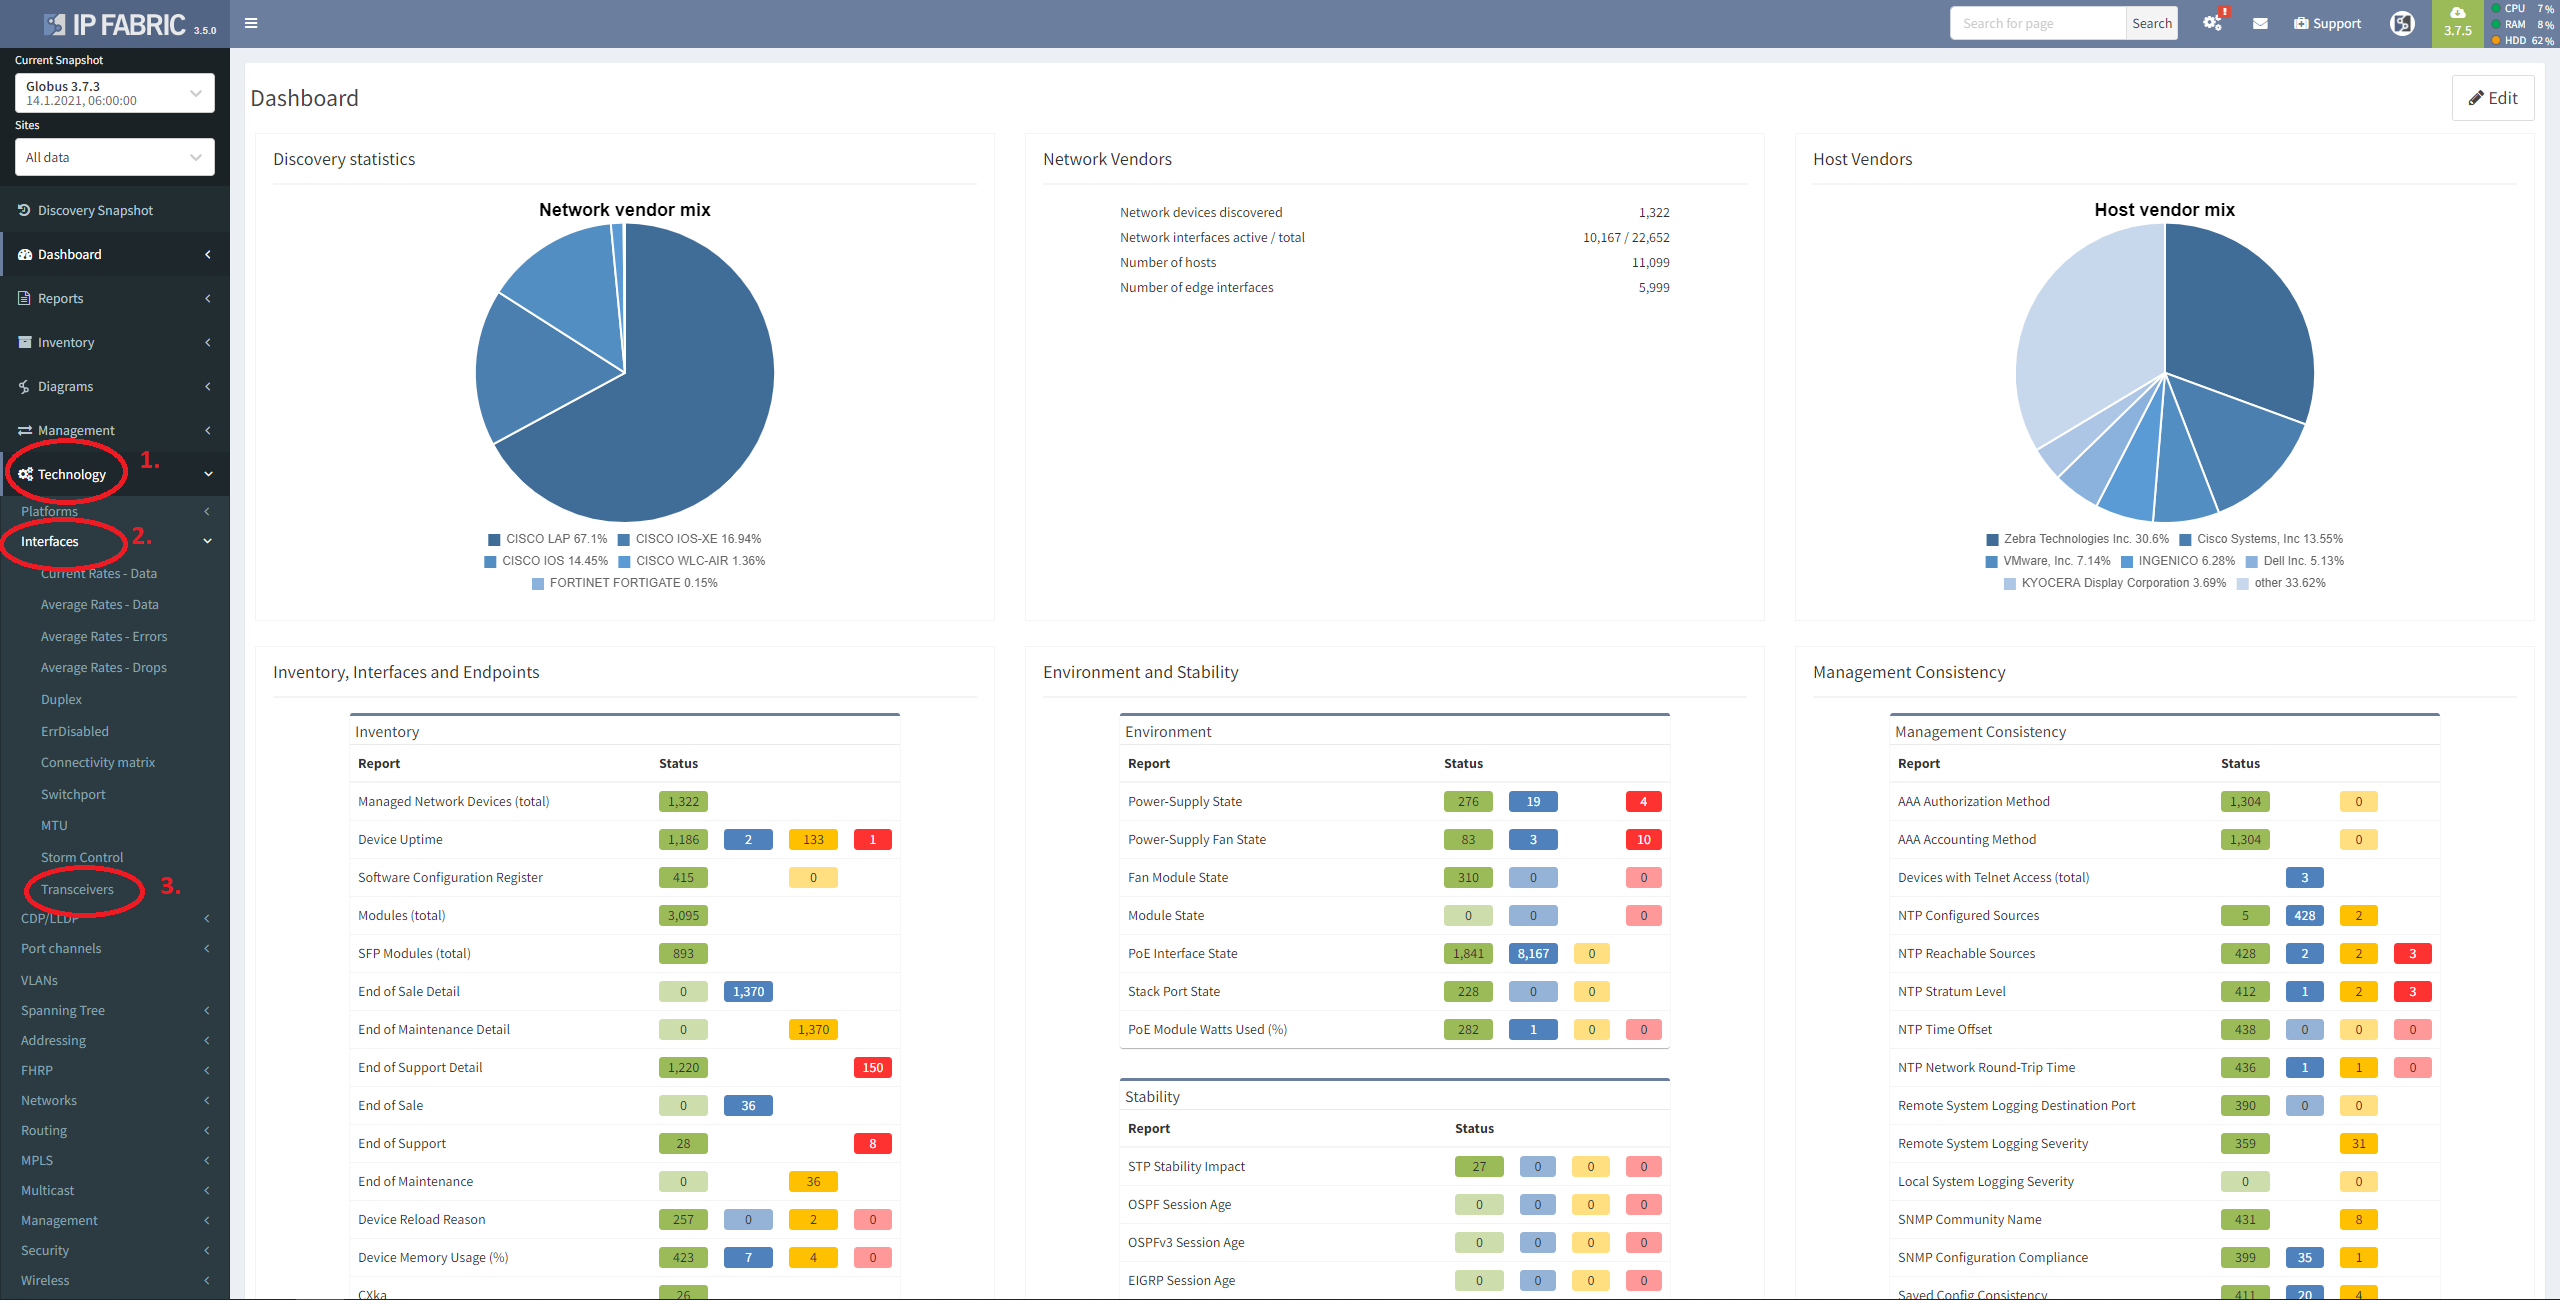 IP FABRIC 3.5.0
Search for page Search
!
Support
3.7.5
CPU 7 %
RAM 8 %
HDD 62 %
Current Snapshot
Globus 3.7.3
14.1.2021, 06:00:00
Sites
All data
Discovery Snapshot
Dashboard
Reports
Inventory
Diagrams
Management
Technology
1.
Platforms
Interfaces
2.
Current Rates - Data
Average Rates - Data
Average Rates - Errors
Average Rates - Drops
Duplex
ErrDisabled
Connectivity matrix
Switchport
MTU
Storm Control
Transceivers
3.
CDP/LLDP
Port channels
VLANs
Spanning Tree
Addressing
FHRP
Networks
Routing
MPLS
Multicast
Management
Security
Wireless
Dashboard
Edit
Discovery statistics
Network vendor mix
CISCO LAP 67.1% CISCO IOS-XE 16.94%
CISCO IOS 14.45% CISCO WLC-AIR 1.36%
FORTINET FORTIGATE 0.15%
Network Vendors
Network devices discovered 1,322
Network interfaces active / total 10,167 / 22,652
Number of hosts 11,099
Number of edge interfaces 5,999
Host Vendors
Host vendor mix
Zebra Technologies Inc. 30.6% Cisco Systems, Inc 13.55%
VMware, Inc. 7.14% INGENICO 6.28% Dell Inc. 5.13%
KYOCERA Display Corporation 3.69% other 33.62%
Inventory, Interfaces and Endpoints
Inventory
Report Status
Managed Network Devices (total) 1,322
Device Uptime 1,186 2 133 1
Software Configuration Register 415 0
Modules (total) 3,095
SFP Modules (total) 893
End of Sale Detail 0 1,370
End of Maintenance Detail 0 1,370
End of Support Detail 1,220 150
End of Sale 0 36
End of Support 28 8
End of Maintenance 0 36
Device Reload Reason 257 0 2 0
Device Memory Usage (%) 423 7 4 0
CXka 26
Environment and Stability
Environment
Report Status
Power-Supply State 276 19 4
Power-Supply Fan State 83 3 10
Fan Module State 310 0 0
Module State 0 0 0
PoE Interface State 1,841 8,167 0
Stack Port State 228 0 0
PoE Module Watts Used (%) 282 1 0 0
Stability
Report Status
STP Stability Impact 27 0 0 0
OSPF Session Age 0 0 0 0
OSPFv3 Session Age 0 0 0 0
EIGRP Session Age 0 0 0 0
Management Consistency
Management Consistency
Report Status
AAA Authorization Method 1,304 0
AAA Accounting Method 1,304 0
Devices with Telnet Access (total) 3
NTP Configured Sources 5 428 2
NTP Reachable Sources 428 2 2 3
NTP Stratum Level 412 1 2 3
NTP Time Offset 438 0 0 0
NTP Network Round-Trip Time 436 1 1 0
Remote System Logging Destination Port 390 0 0
Remote System Logging Severity 359 31
Local System Logging Severity 0 0
SNMP Community Name 431 8
SNMP Configuration Compliance 399 35 1
Saved Config Consistency 411 20 4